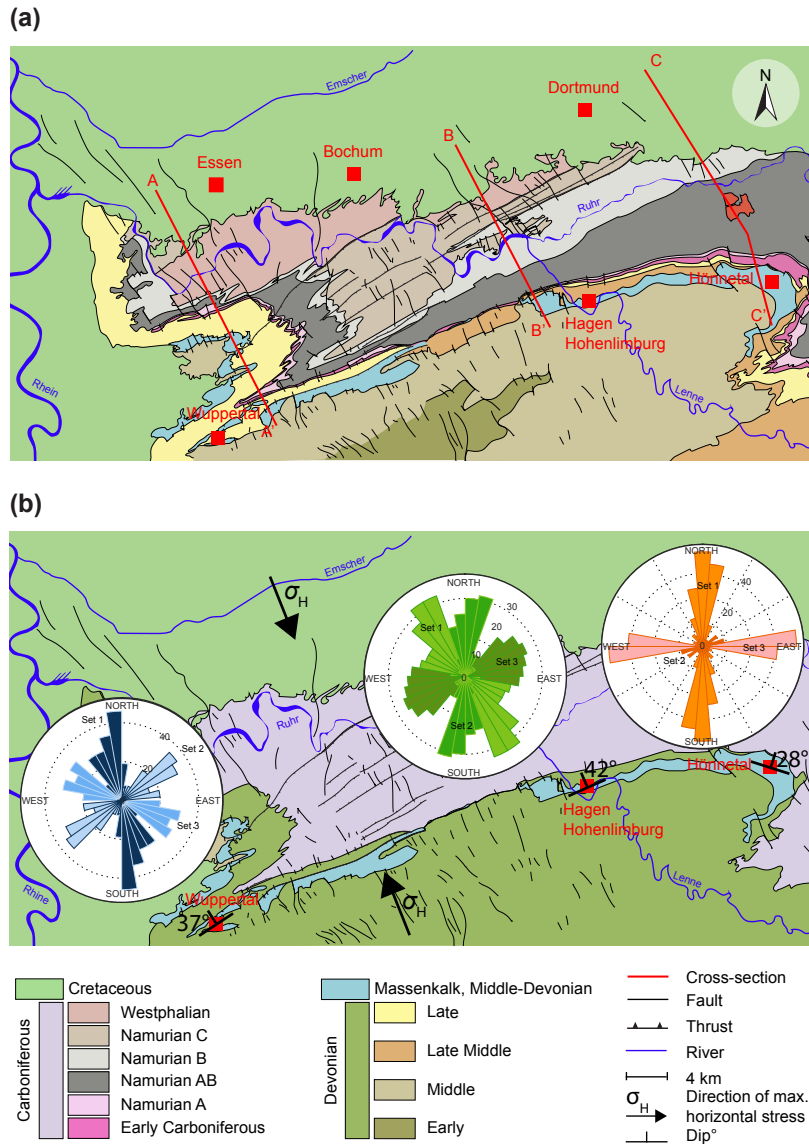 (a)
Emscher
C
N
Dortmund
B
Bochum
Essen
A
Ruhr
Hönnetal
C'
B'
Hagen
Hohenlimburg
Rhein
Lenne
Wuppertal
A'
(b)
Emscher
σH
NORTH
Set 1
40
20
0
WEST
EAST
Set 3
Set 2
SOUTH
NORTH
Set 1
30
20
10
0
WEST
EAST
Set 3
Set 2
SOUTH
NORTH
Set 1
40
Set 2
20
WEST
EAST
Set 3
SOUTH
Ruhr
Hönnetal
28°
42°
Hagen
Hohenlimburg
Rhine
Lenne
Wuppertal
37°
σH
Cretaceous
Carboniferous
Westphalian
Namurian C
Namurian B
Namurian AB
Namurian A
Early Carboniferous
Massenkalk, Middle-Devonian
Devonian
Late
Late Middle
Middle
Early
Cross-section
Fault
Thrust
River
4 km
σH
Direction of max.
horizontal stress
Dip°